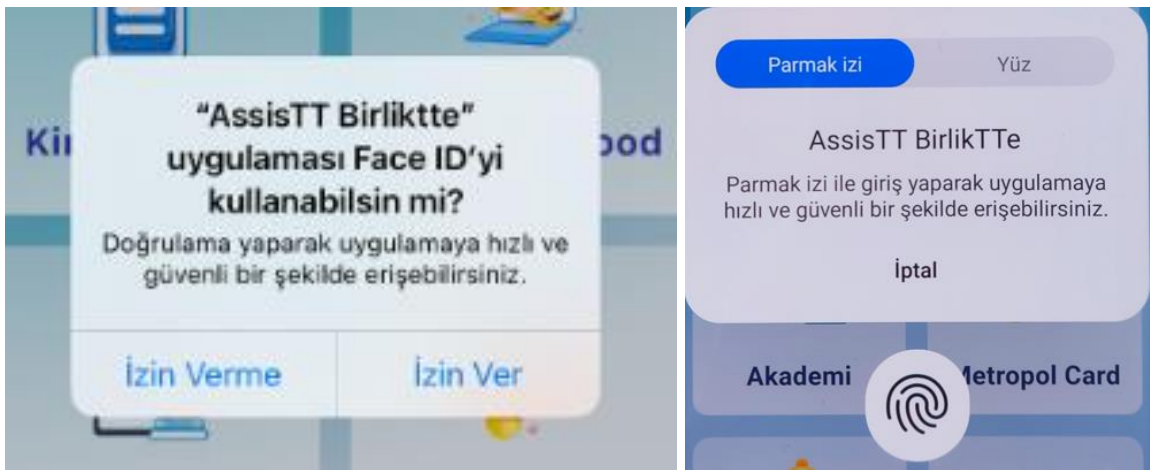 “AssisTT Birliktte”
uygulaması Face ID’yi
kullanabilsin mi?
Doğrulama yaparak uygulamaya hızlı ve
güvenli bir şekilde erişebilirsiniz.
İzin Verme
İzin Ver
Parmak izi
Yüz
AssisTT BirlikTTe
Parmak izi ile giriş yaparak uygulamaya
hızlı ve güvenli bir şekilde erişebilirsiniz.
İptal
Akademi
Card